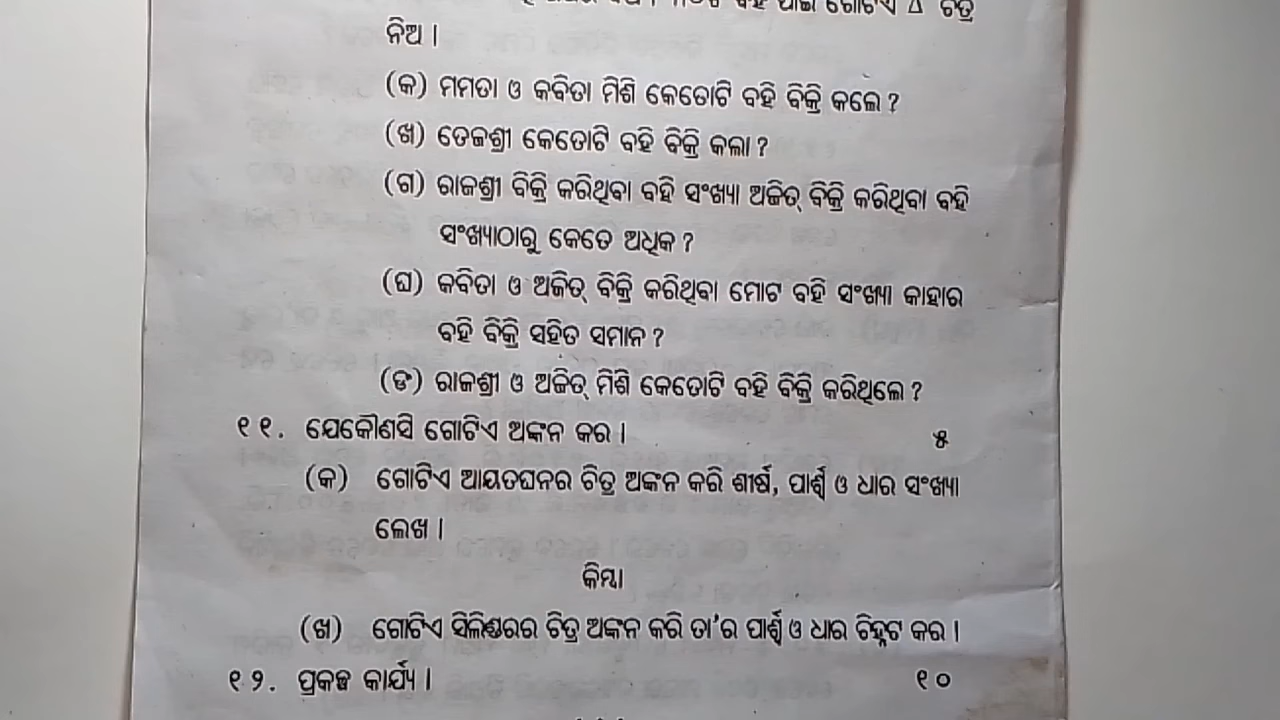 ପାଇଁ ଗୋଟିଏ Δ ଚିତ୍ର
ନିଅ ।
(କ) ମମତା ଓ କବିତା ମିଶି କେତୋଟି ବହି ବିକ୍ରି କଲେ ?
(ଖ) ତେଜଶ୍ରୀ କେତୋଟି ବହି ବିକ୍ରି କଲା ?
(ଗ) ରାଜଶ୍ରୀ ବିକ୍ରି କରିଥିବା ବହି ସଂଖ୍ୟା ଅଜିତ୍ ବିକ୍ରି କରିଥିବା ବହି
ସଂଖ୍ୟାଠାରୁ କେତେ ଅଧିକ ?
(ଘ) କବିତା ଓ ଅଜିତ୍ ବିକ୍ରି କରିଥିବା ମୋଟ ବହି ସଂଖ୍ୟା କାହାର
ବହି ବିକ୍ରି ସହିତ ସମାନ ?
(ଙ) ରାଜଶ୍ରୀ ଓ ଅଜିତ୍ ମିଶି କେତୋଟି ବହି ବିକ୍ରି କରିଥିଲେ ?
୧୧. ଯେକୌଣସି ଗୋଟିଏ ଅଙ୍କନ କର । ୫
(କ) ଗୋଟିଏ ଆୟତଘନର ଚିତ୍ର ଅଙ୍କନ କରି ଶୀର୍ଷ, ପାର୍ଶ୍ୱ ଓ ଧାର ସଂଖ୍ୟା
ଲେଖ ।
କିମ୍ବା
(ଖ) ଗୋଟିଏ ସିଲିଣ୍ଡରର ଚିତ୍ର ଅଙ୍କନ କରି ତା'ର ପାର୍ଶ୍ୱ ଓ ଧାର ଚିହ୍ନଟ କର ।
୧୨. ପ୍ରକଳ୍ପ କାର୍ଯ୍ୟ । ୧୦